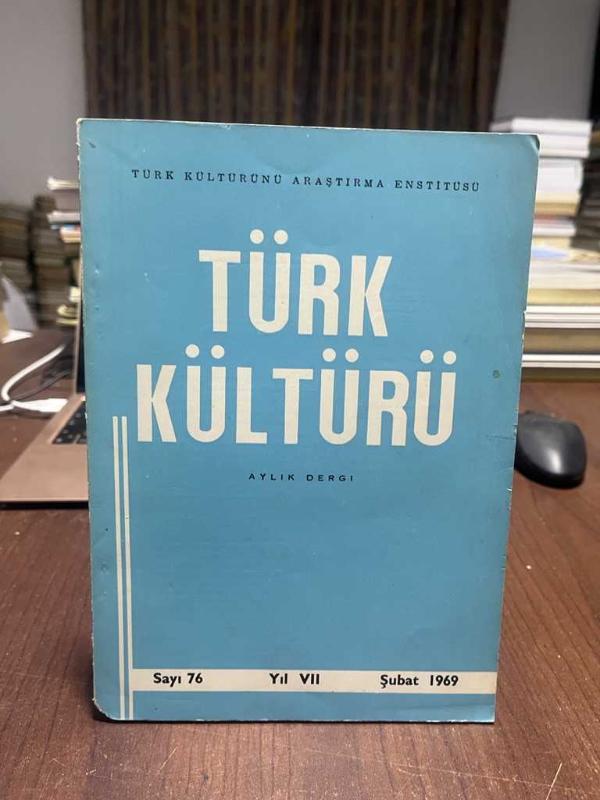 TÜRK KÜLTÜRÜNÜ ARAŞTIRMA ENSTİTÜSÜ
TÜRK
KÜLTÜRÜ
AYLIK DERGİ
Sayı 76 Yıl VII Şubat 1969